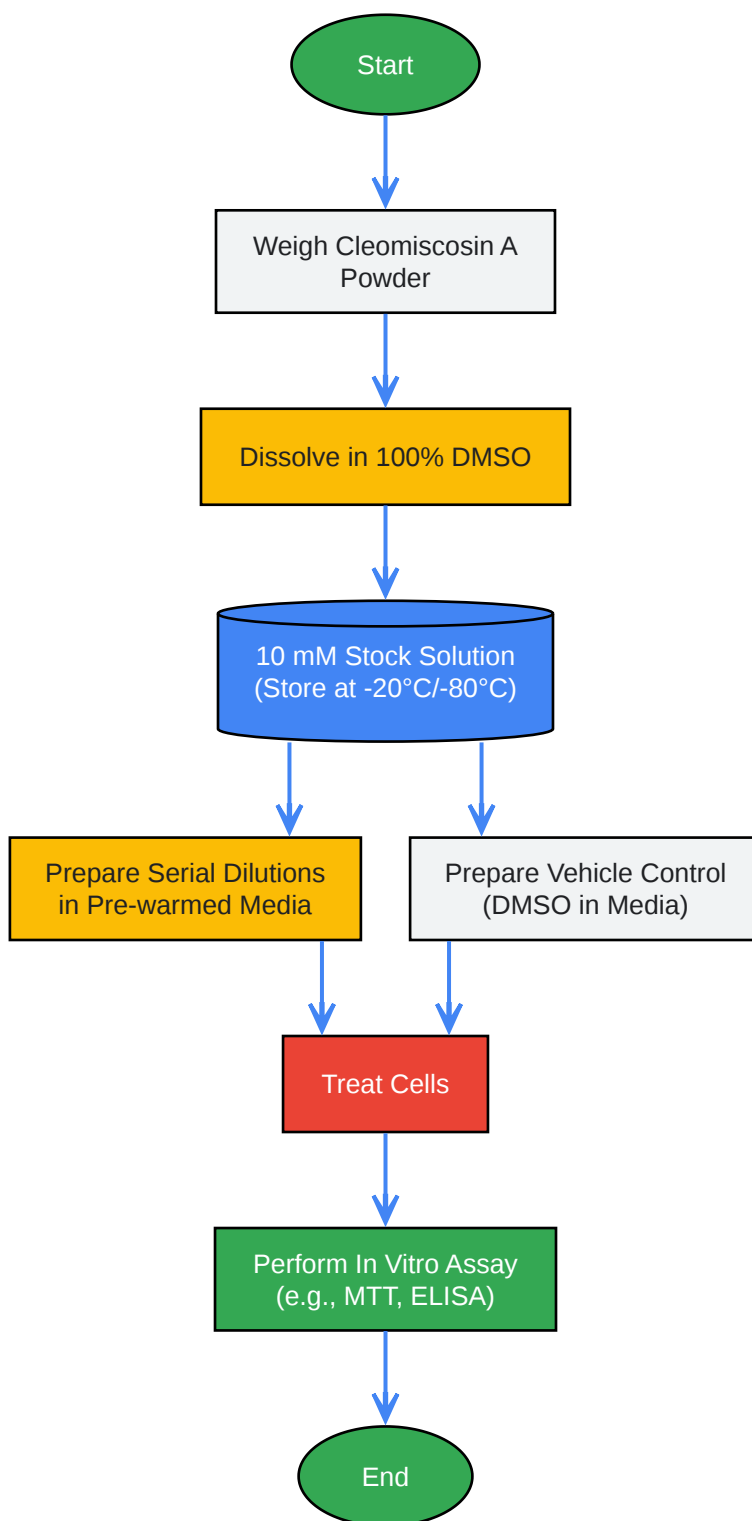 Start
Weigh Cleomiscosin A
Powder
Dissolve in 100% DMSO
10 mM Stock Solution
(Store at -20°C/-80°C)
Prepare Serial Dilutions
in Pre-warmed Media
Prepare Vehicle Control
(DMSO in Media)
Treat Cells
Perform In Vitro Assay
(e.g., MTT, ELISA)
End